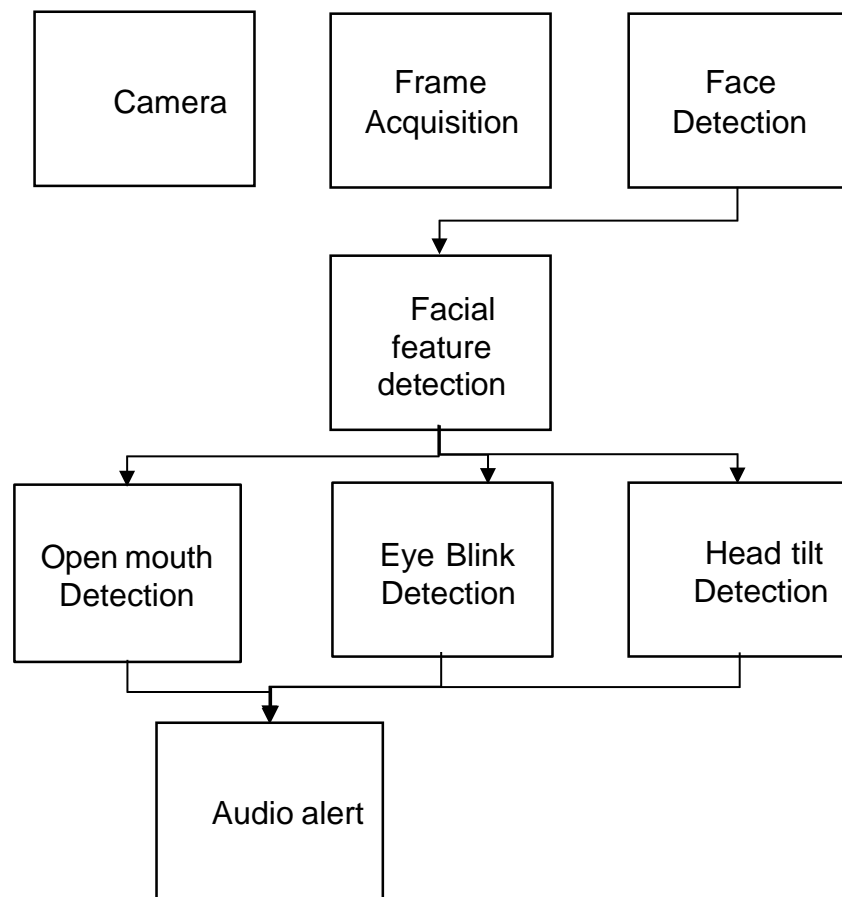 Camera
Frame
Acquisition
Face
Detection
Facial
feature
detection
Open mouth
Detection
Eye Blink
Detection
Head tilt
Detection
Audio alert